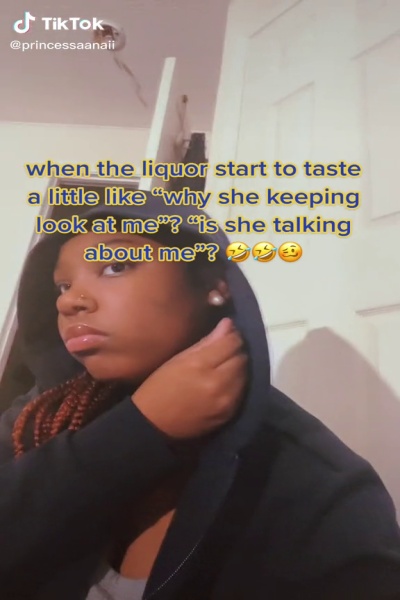 TikTok
@princessaanaii
when the liquor start to taste
a little like “why she keeping
look at me”? “is she talking
about me”? 🤣🤣🥴